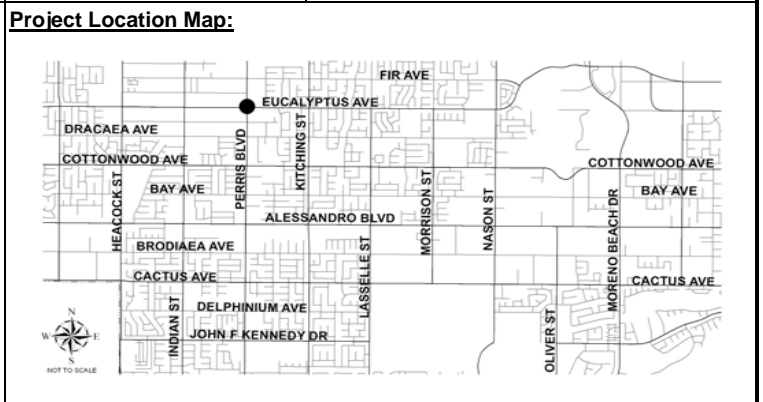 Project Location Map:
FIR AVE
EUCALYPTUS AVE
DRACAEA AVE
PERRIS BLVD
KITCHING ST
COTTONWOOD AVE
COTTONWOOD AVE
HEACOCK ST
BAY AVE
MORRISON ST
NASON ST
MORENO BEACH DR
BAY AVE
ALESSANDRO BLVD
BRODIAEA AVE
LASSELLE ST
CACTUS AVE
CACTUS AVE
INDIAN ST
DELPHINIUM AVE
OLIVER ST
JOHN F KENNEDY DR
N
W
E
S
NOT TO SCALE